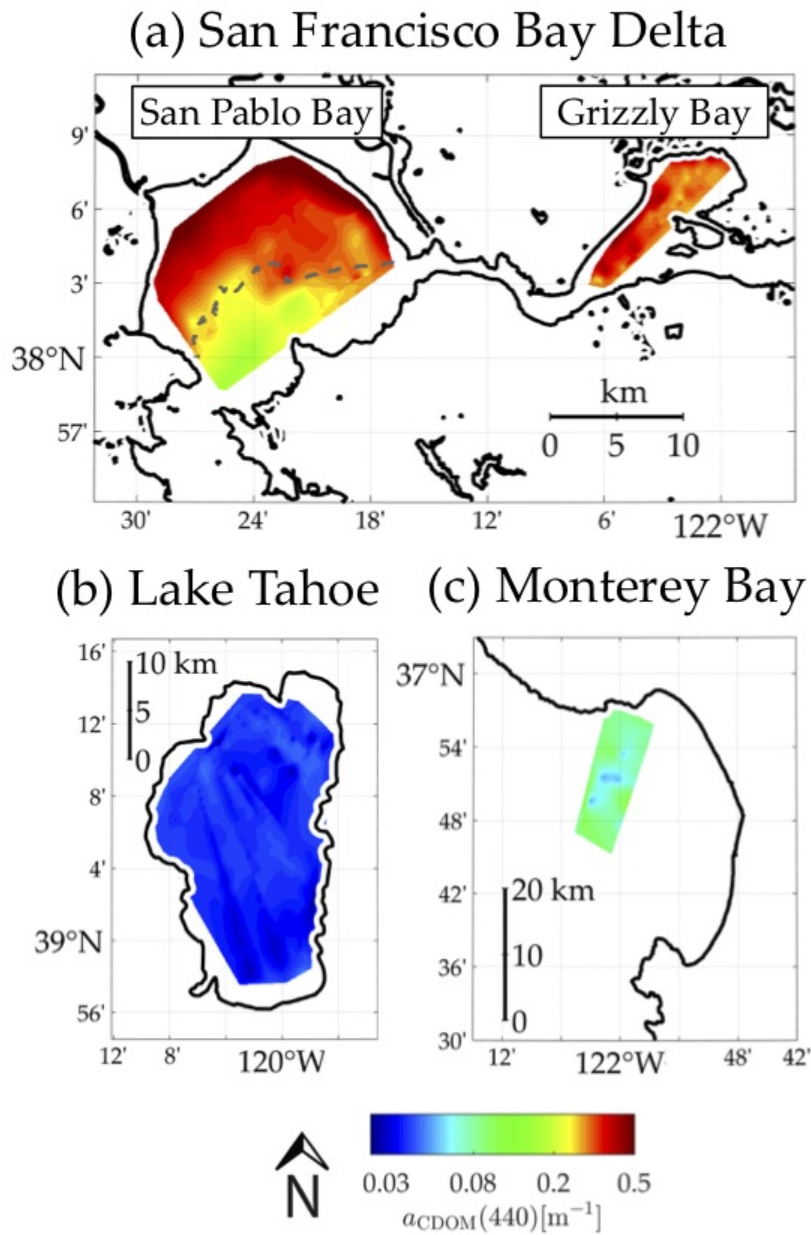 (a) San Francisco Bay Delta
San Pablo Bay
Grizzly Bay
9'
6'
3'
38°N
57'
km
0 5 10
30' 24' 18' 12' 6' 122°W
(b) Lake Tahoe
(c) Monterey Bay
16'
12'
8'
4'
39°N
56'
10 km
5
0
12' 8' 120°W
37°N
54'
48'
42'
36'
30'
20 km
10
0
12' 122°W 48' 42'
N
0.03 0.08 0.2 0.5
aCDOM(440)[m⁻¹]